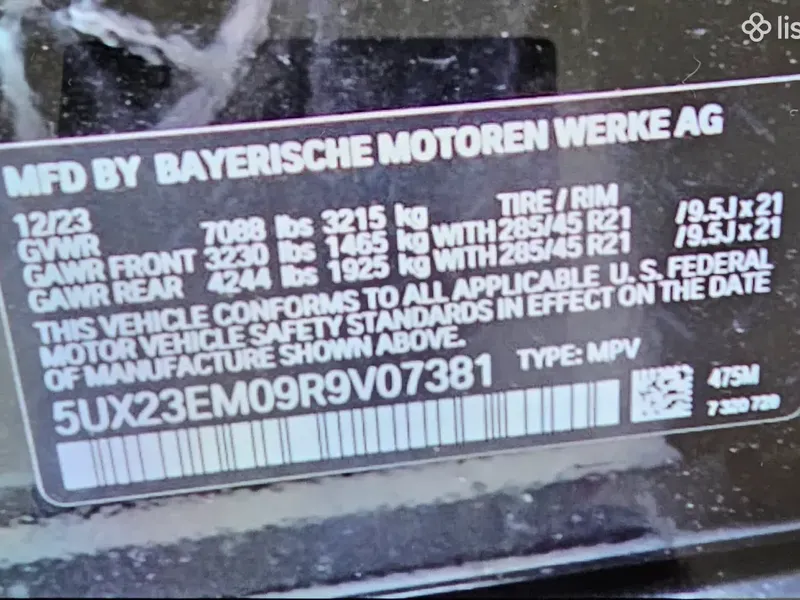 lis
MFD BY BAYERISCHE MOTOREN WERKE AG
12/23 TIRE / RIM
GVWR 7088 lbs 3215 kg
GAWR FRONT 3230 lbs 1465 kg WITH 285/45 R21 /9.5J x 21
GAWR REAR 4244 lbs 1925 kg WITH 285/45 R21 /9.5J x 21
THIS VEHICLE CONFORMS TO ALL APPLICABLE U. S. FEDERAL
MOTOR VEHICLE SAFETY STANDARDS IN EFFECT ON THE DATE
OF MANUFACTURE SHOWN ABOVE.
5UX23EM09R9V07381 TYPE: MPV
475M